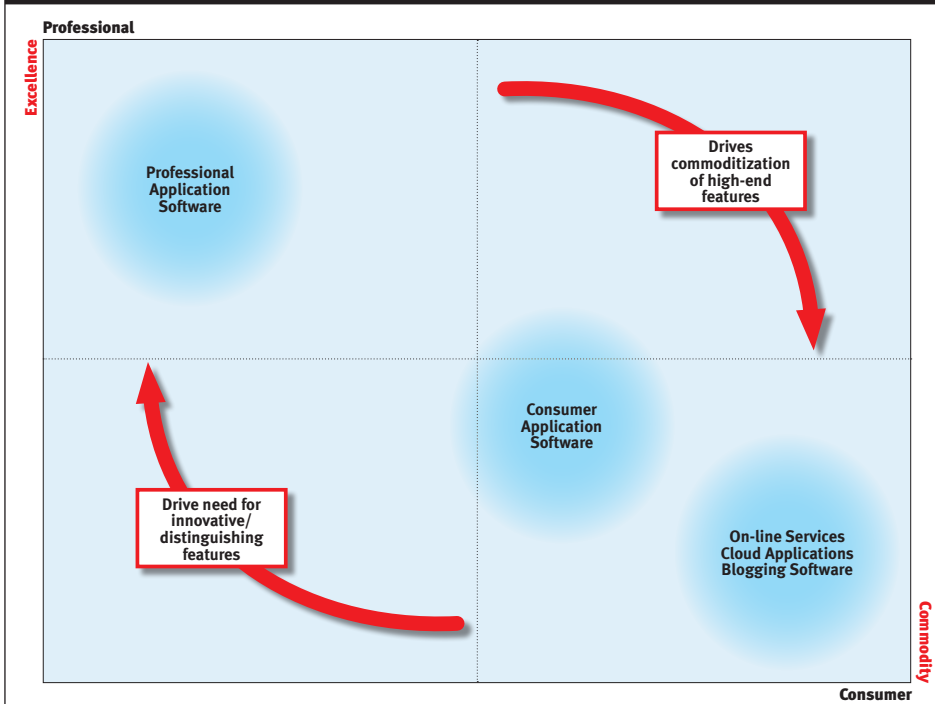 Professional
Excellence
Professional
Application
Software
Drives
commoditization
of high-end
features
Consumer
Application
Software
Drive need for
innovative/
distinguishing
features
On-line Services
Cloud Applications
Blogging Software
Commodity
Consumer